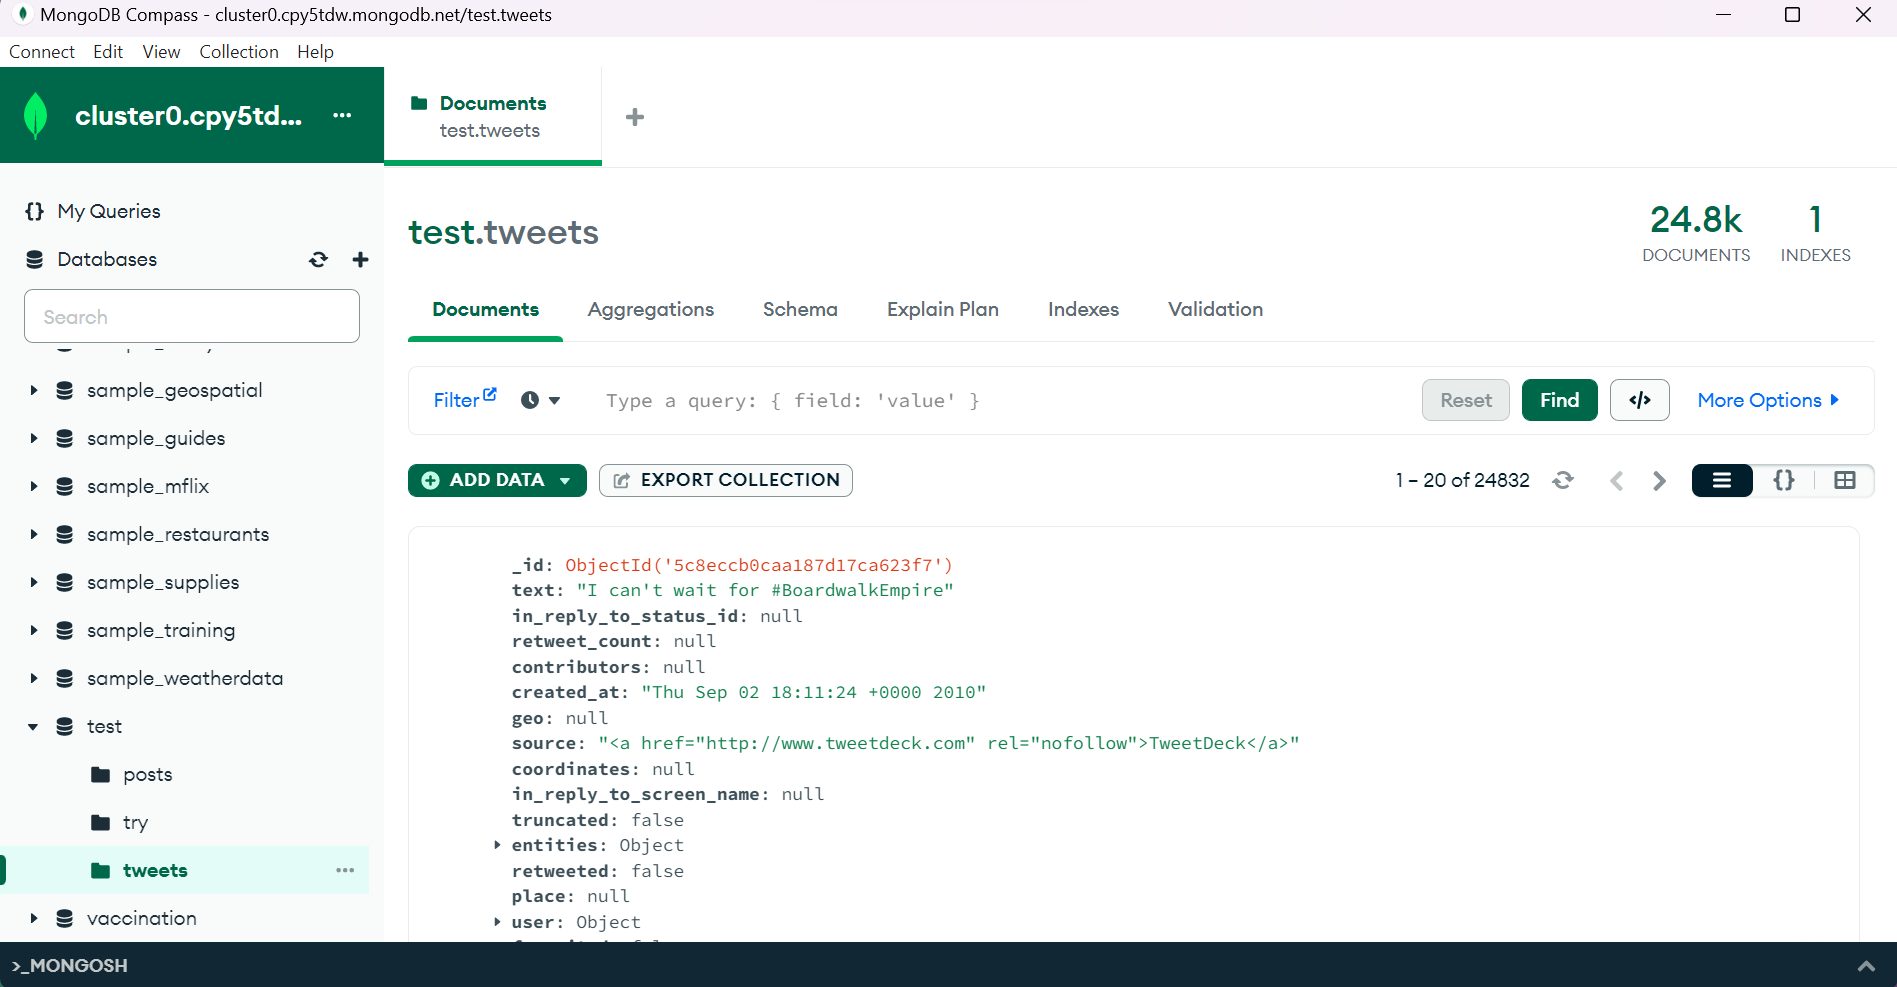 MongoDB Compass - cluster0.cpy5tdw.mongodb.net/test.tweets
Connect Edit View Collection Help
cluster0.cpy5td... ...
Documents
test.tweets
My Queries
Databases
Search
sample_geospatial
sample_guides
sample_mflix
sample_restaurants
sample_supplies
sample_training
sample_weatherdata
test
posts
try
tweets ...
vaccination
test.tweets
24.8k
DOCUMENTS
1
INDEXES
Documents Aggregations Schema Explain Plan Indexes Validation
Filter Type a query: { field: 'value' } Reset Find </> More Options
ADD DATA EXPORT COLLECTION 1 – 20 of 24832 {}
_id: ObjectId('5c8eccb0caa187d17ca623f7')
text: "I can't wait for #BoardwalkEmpire"
in_reply_to_status_id: null
retweet_count: null
contributors: null
created_at: "Thu Sep 02 18:11:24 +0000 2010"
geo: null
source: "<a href="http://www.tweetdeck.com" rel="nofollow">TweetDeck</a>"
coordinates: null
in_reply_to_screen_name: null
truncated: false
entities: Object
retweeted: false
place: null
user: Object
>_MONGOSH